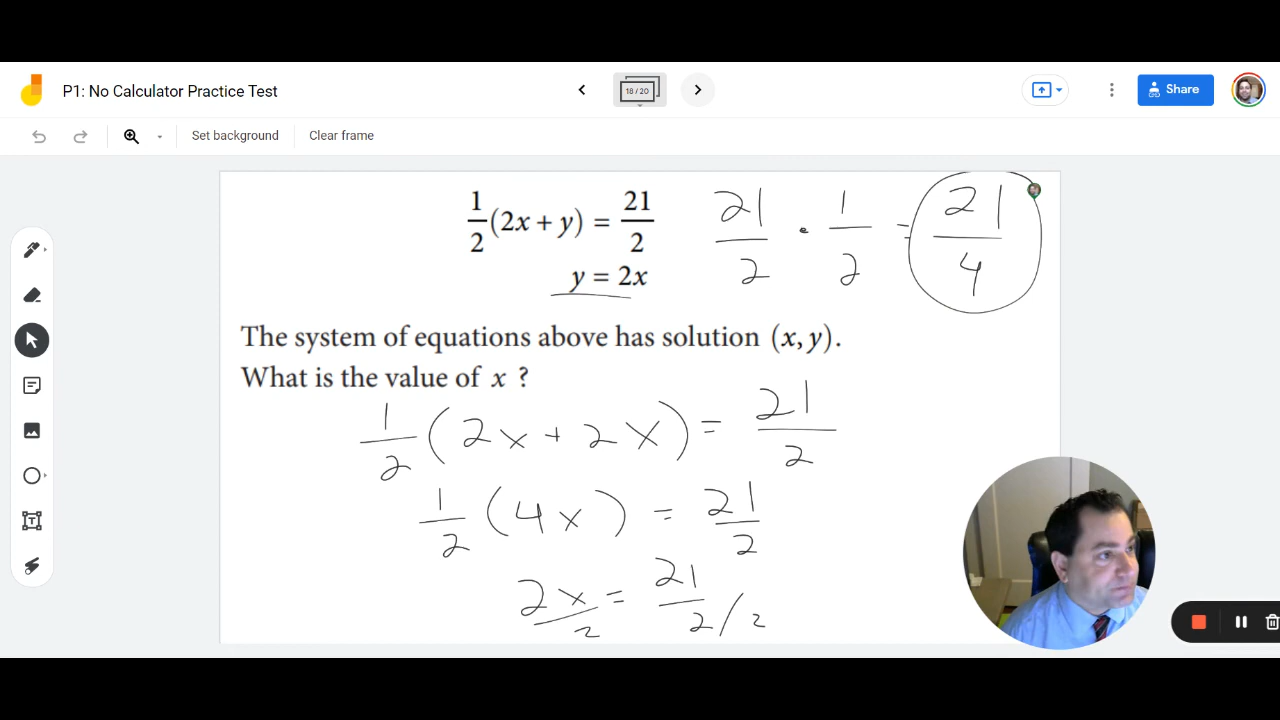 P1: No Calculator Practice Test
18 / 20
Share
Set background
Clear frame
1/2 (2x + y) = 21/2
y = 2x
21/2 · 1/2 = 21/4
The system of equations above has solution (x, y).
What is the value of x ?
1/2 (2x + 2x) = 21/2
1/2 (4x) = 21/2
2x/2 = 21/2 / 2